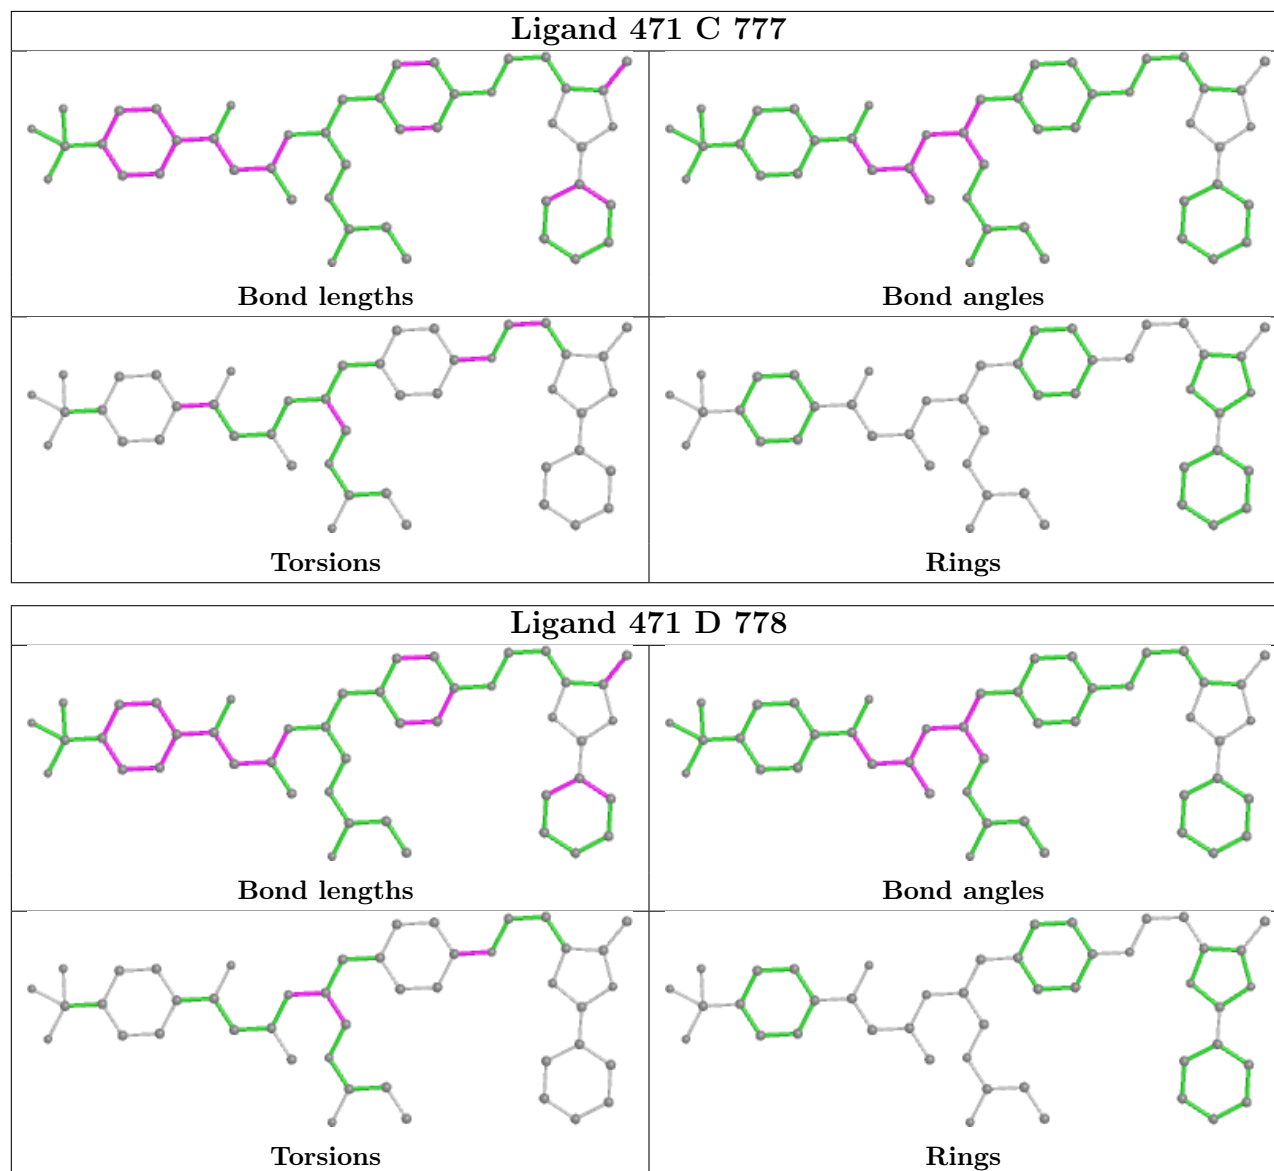 Ligand 471 C 777
Bond lengths
Bond angles
Torsions
Rings
Ligand 471 D 778
Bond lengths
Bond angles
Torsions
Rings